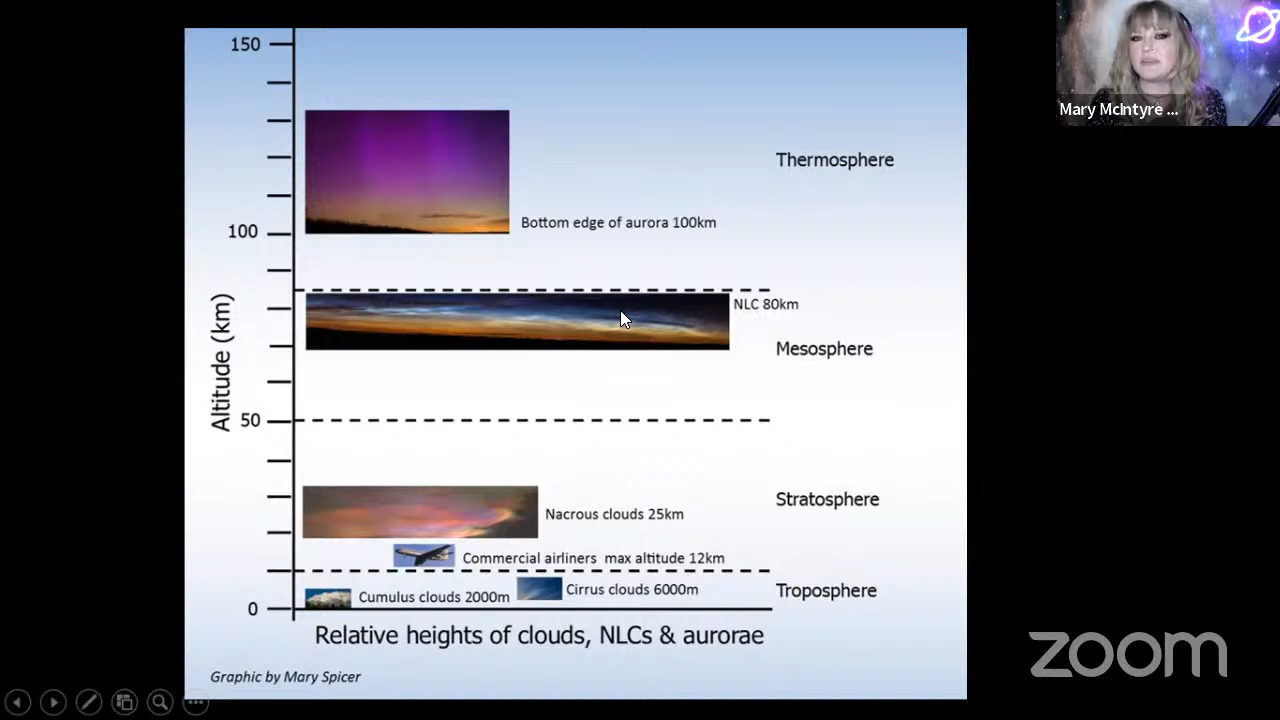 150
Thermosphere
Bottom edge of aurora 100km
100
NLC 80km
Mesosphere
Altitude (km)
50
Stratosphere
Nacrous clouds 25km
Commercial airliners max altitude 12km
Cirrus clouds 6000m
Troposphere
Cumulus clouds 2000m
0
Relative heights of clouds, NLCs & aurorae
Graphic by Mary Spicer
Mary McIntyre ...
zoom